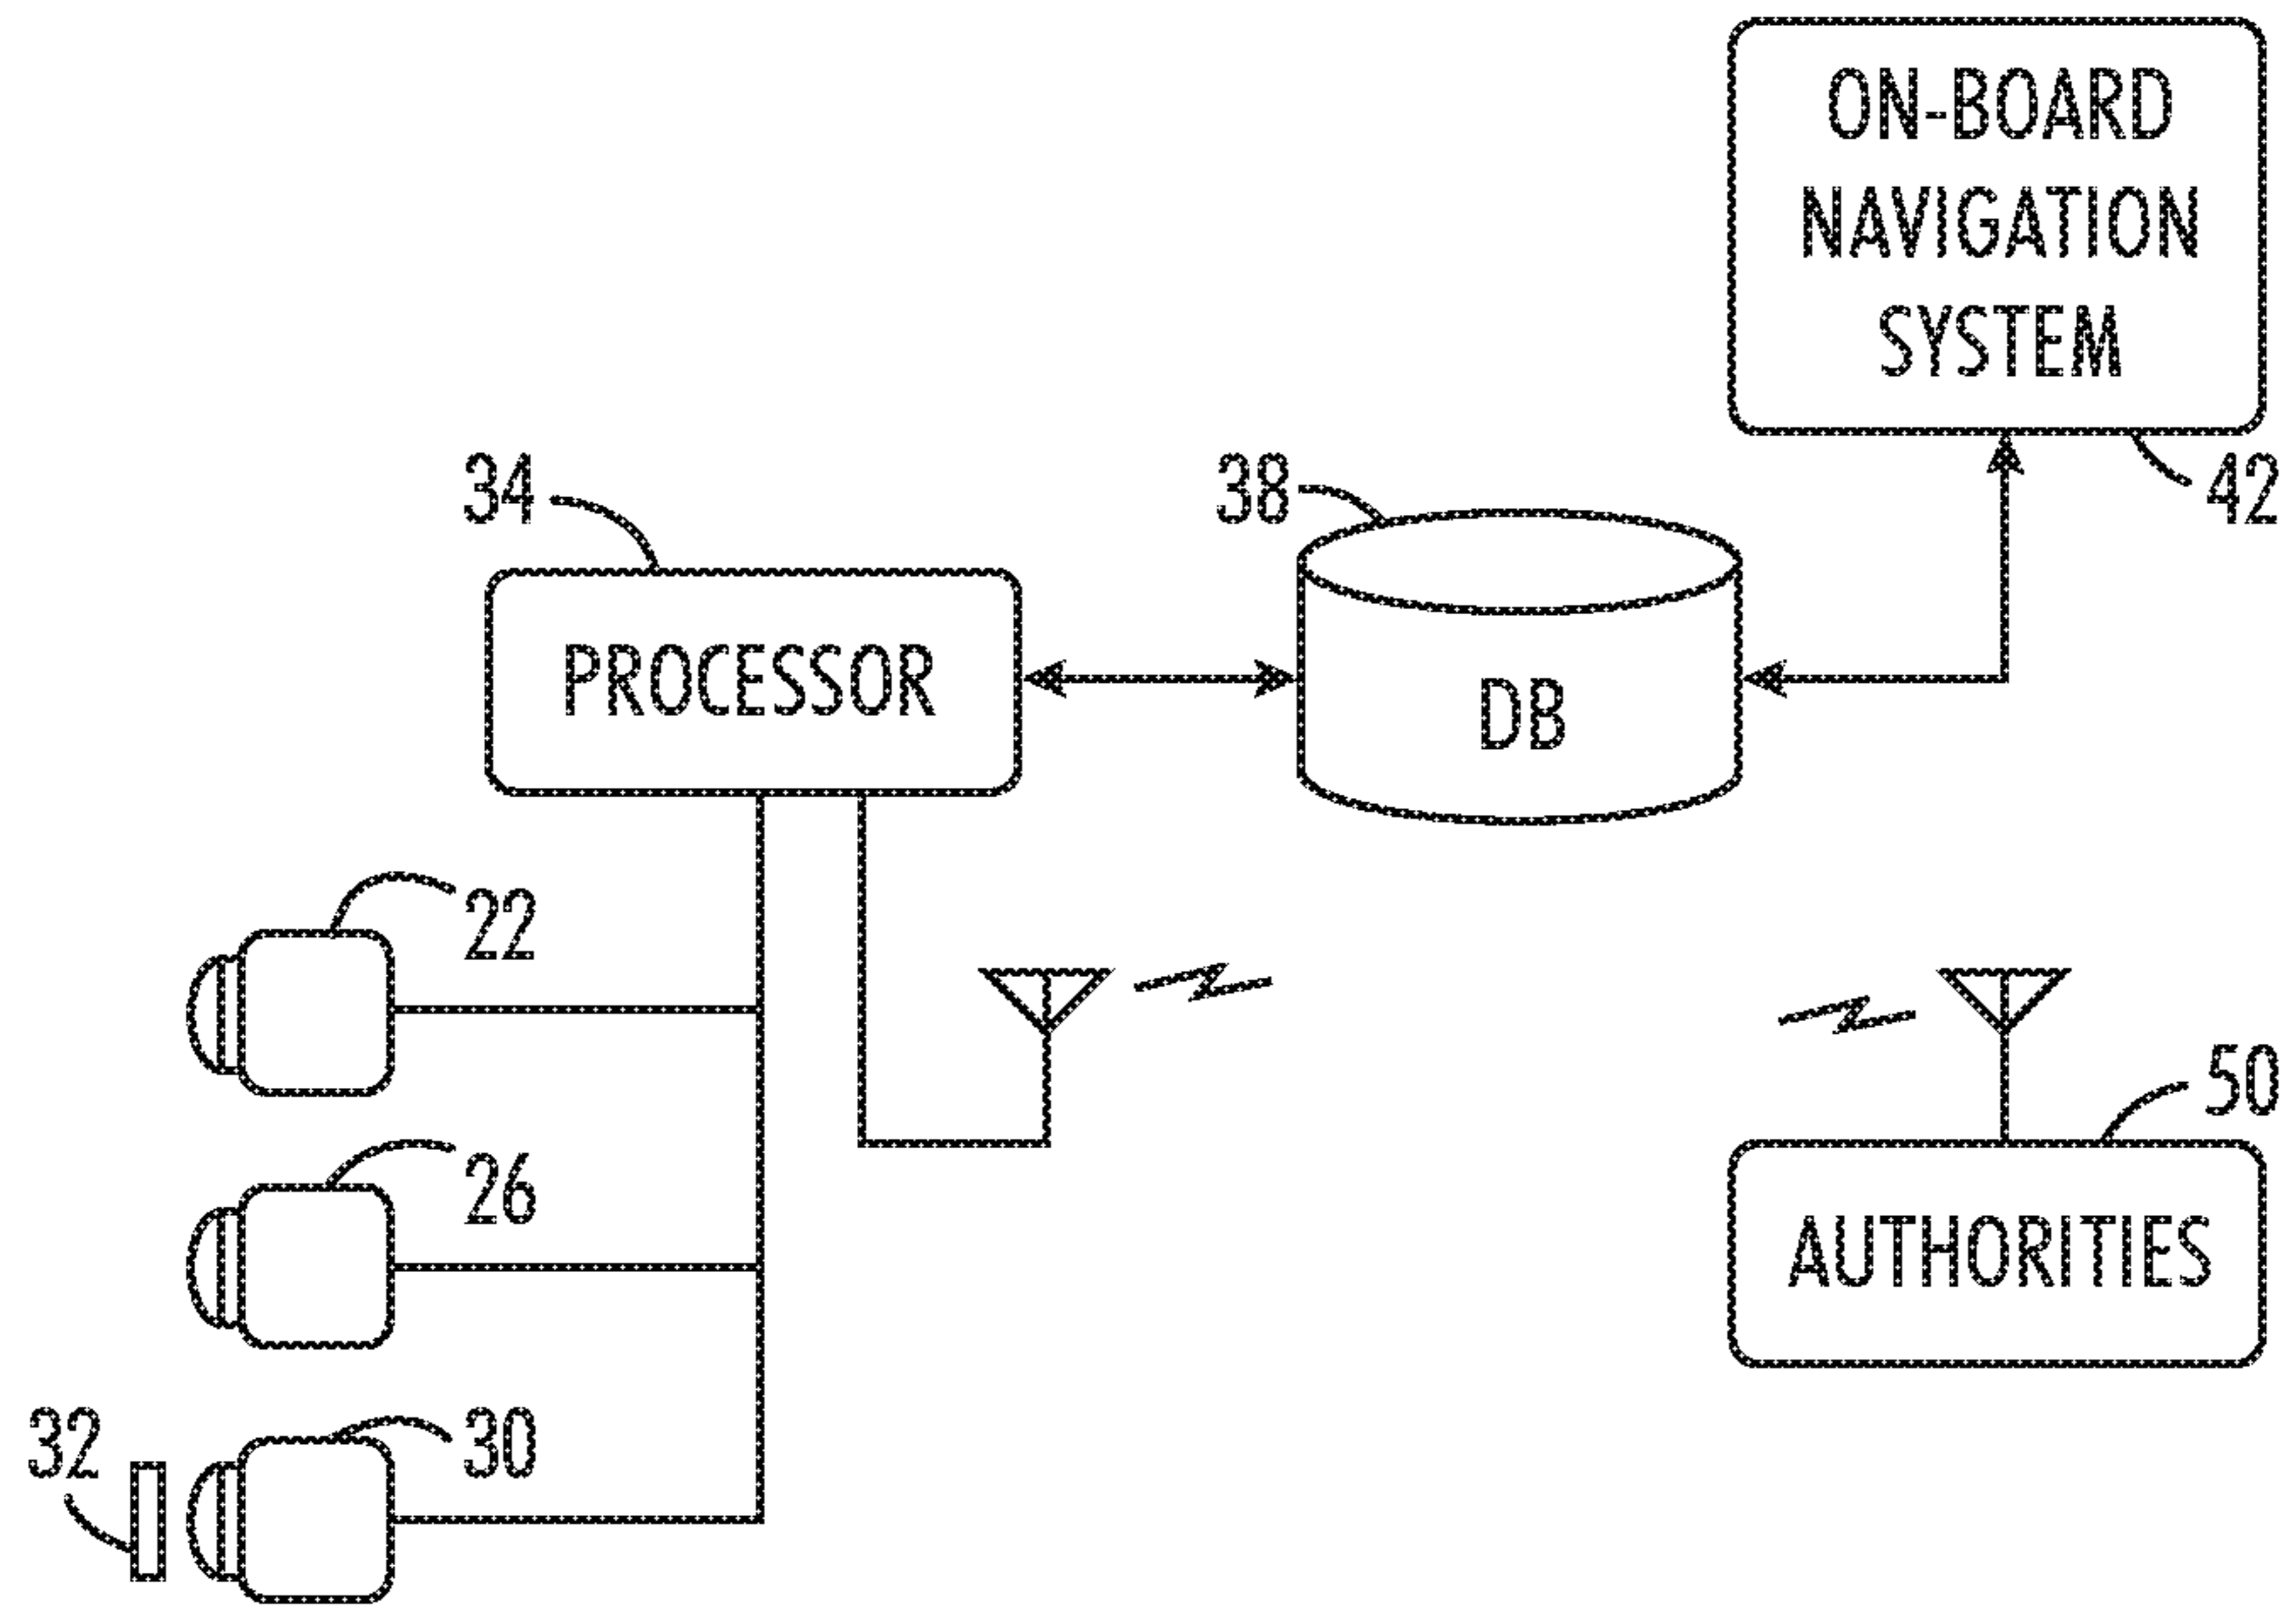 ON-BOARD
NAVIGATION
SYSTEM
42
34
38
PROCESSOR
DB
22
26
50
AUTHORITIES
32
30